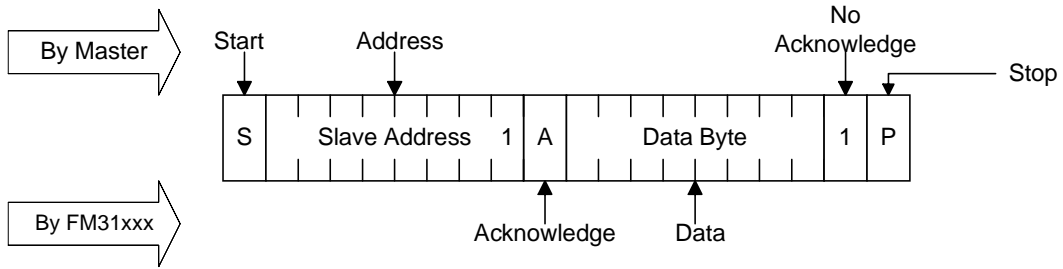 No
By Master
Start
Address
Acknowledge
Stop
S
Slave Address
1
A
Data Byte
1
P
By FM31xxx
Acknowledge
Data